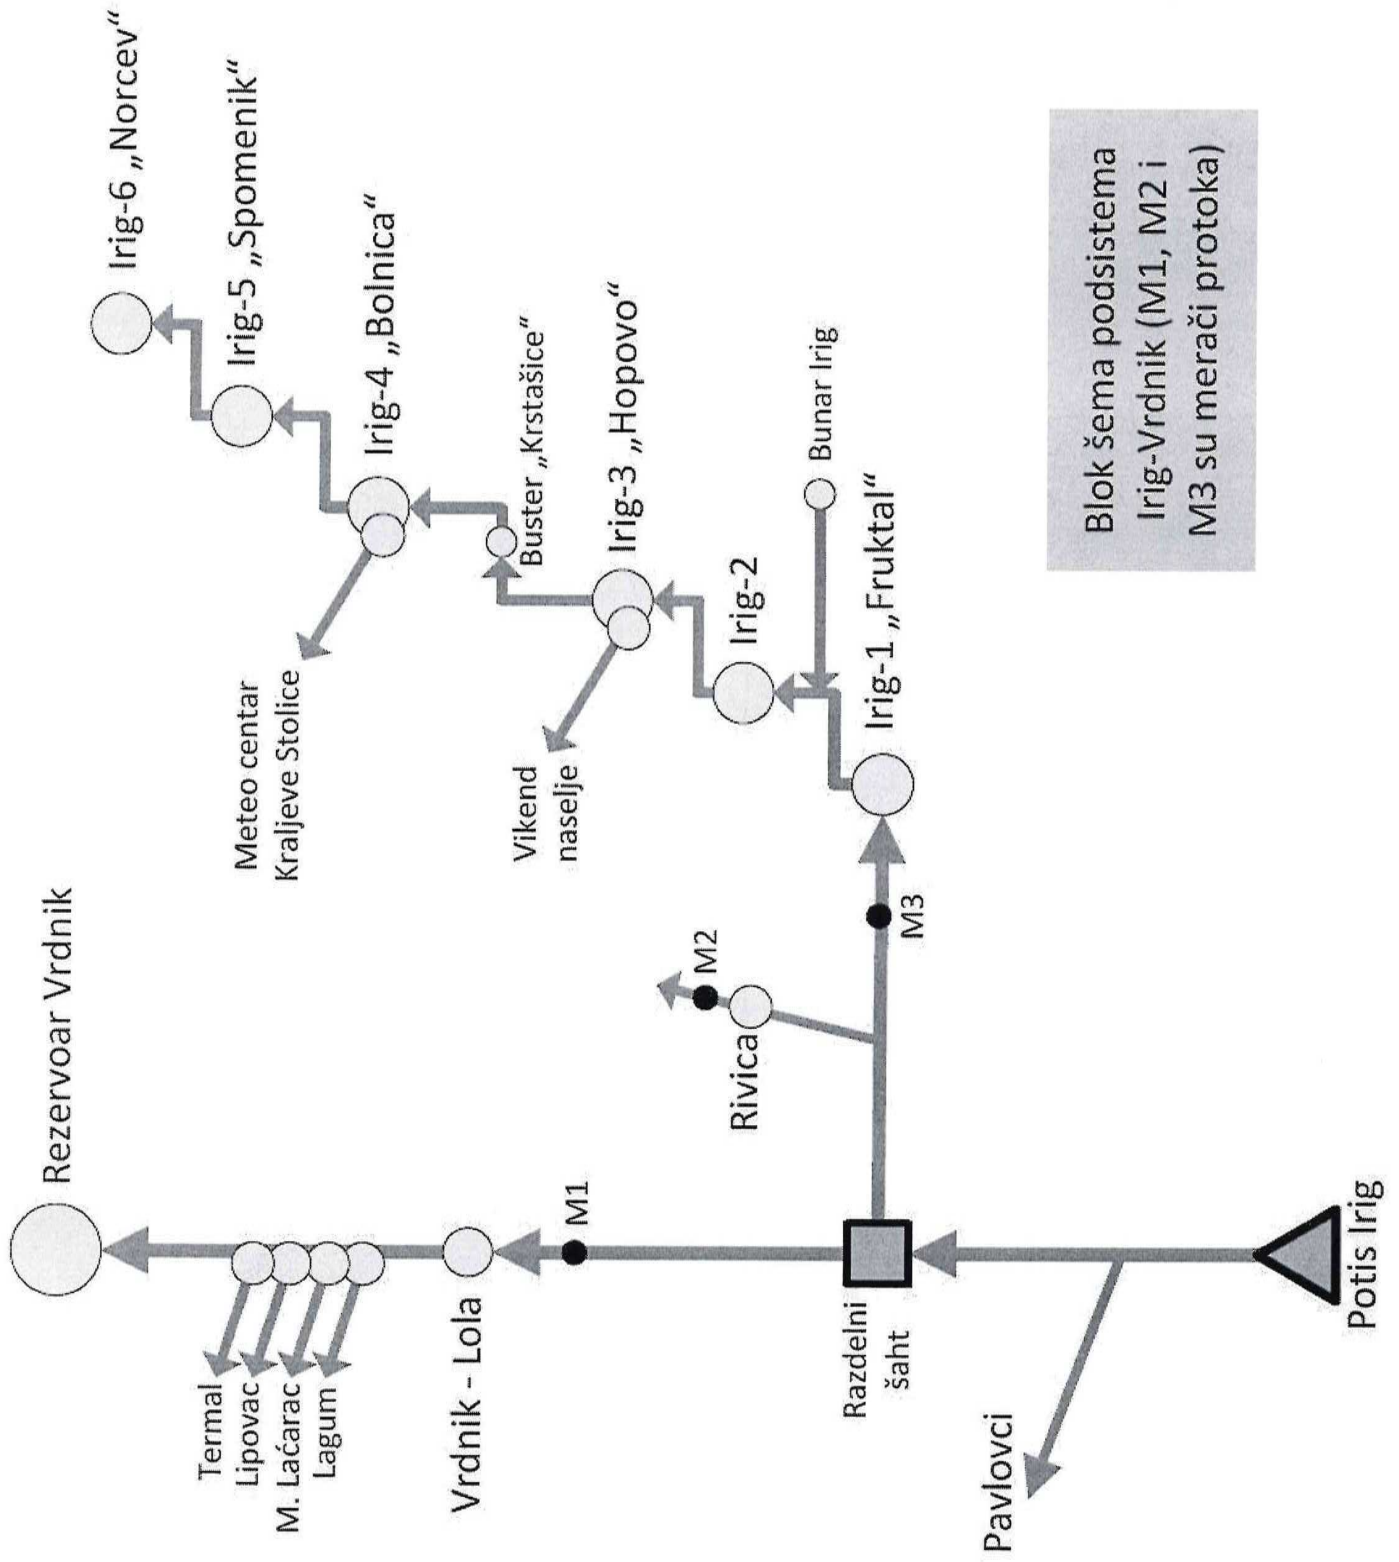 Rezervoar Vrdnik
Termal
Lipovac
M. Laćarac
Lagum
Vrdnik - Lola
M1
Razdelni
šaht
Pavlovci
Potis Irig
Rivica
M2
M3
Irig-1 „Fruktal“
Bunar Irig
Irig-2
Irig-3 „Hopovo“
Vikend
naselje
Buster „Krstašice”
Irig-4 „Bolnica“
Meteo centar
Kraljeve Stolice
Irig-5 „Spomenik“
Irig-6 „Norcev“
Blok šema podsistema
Irig-Vrdnik (M1, M2 i
M3 su merači protoka)